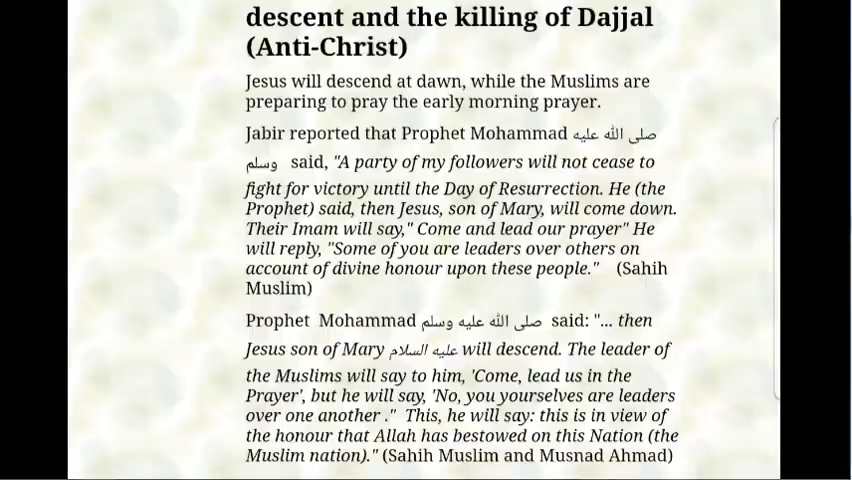 descent and the killing of Dajjal
(Anti-Christ)
Jesus will descend at dawn, while the Muslims are
preparing to pray the early morning prayer.
Jabir reported that Prophet Mohammad صلى الله عليه
وسلم said, "A party of my followers will not cease to
fight for victory until the Day of Resurrection. He (the
Prophet) said, then Jesus, son of Mary, will come down.
Their Imam will say," Come and lead our prayer" He
will reply, "Some of you are leaders over others on
account of divine honour upon these people." (Sahih
Muslim)
Prophet Mohammad صلى الله عليه وسلم said: "... then
Jesus son of Mary عليه السلام will descend. The leader of
the Muslims will say to him, 'Come, lead us in the
Prayer', but he will say, 'No, you yourselves are leaders
over one another ." This, he will say: this is in view of
the honour that Allah has bestowed on this Nation (the
Muslim nation)." (Sahih Muslim and Musnad Ahmad)